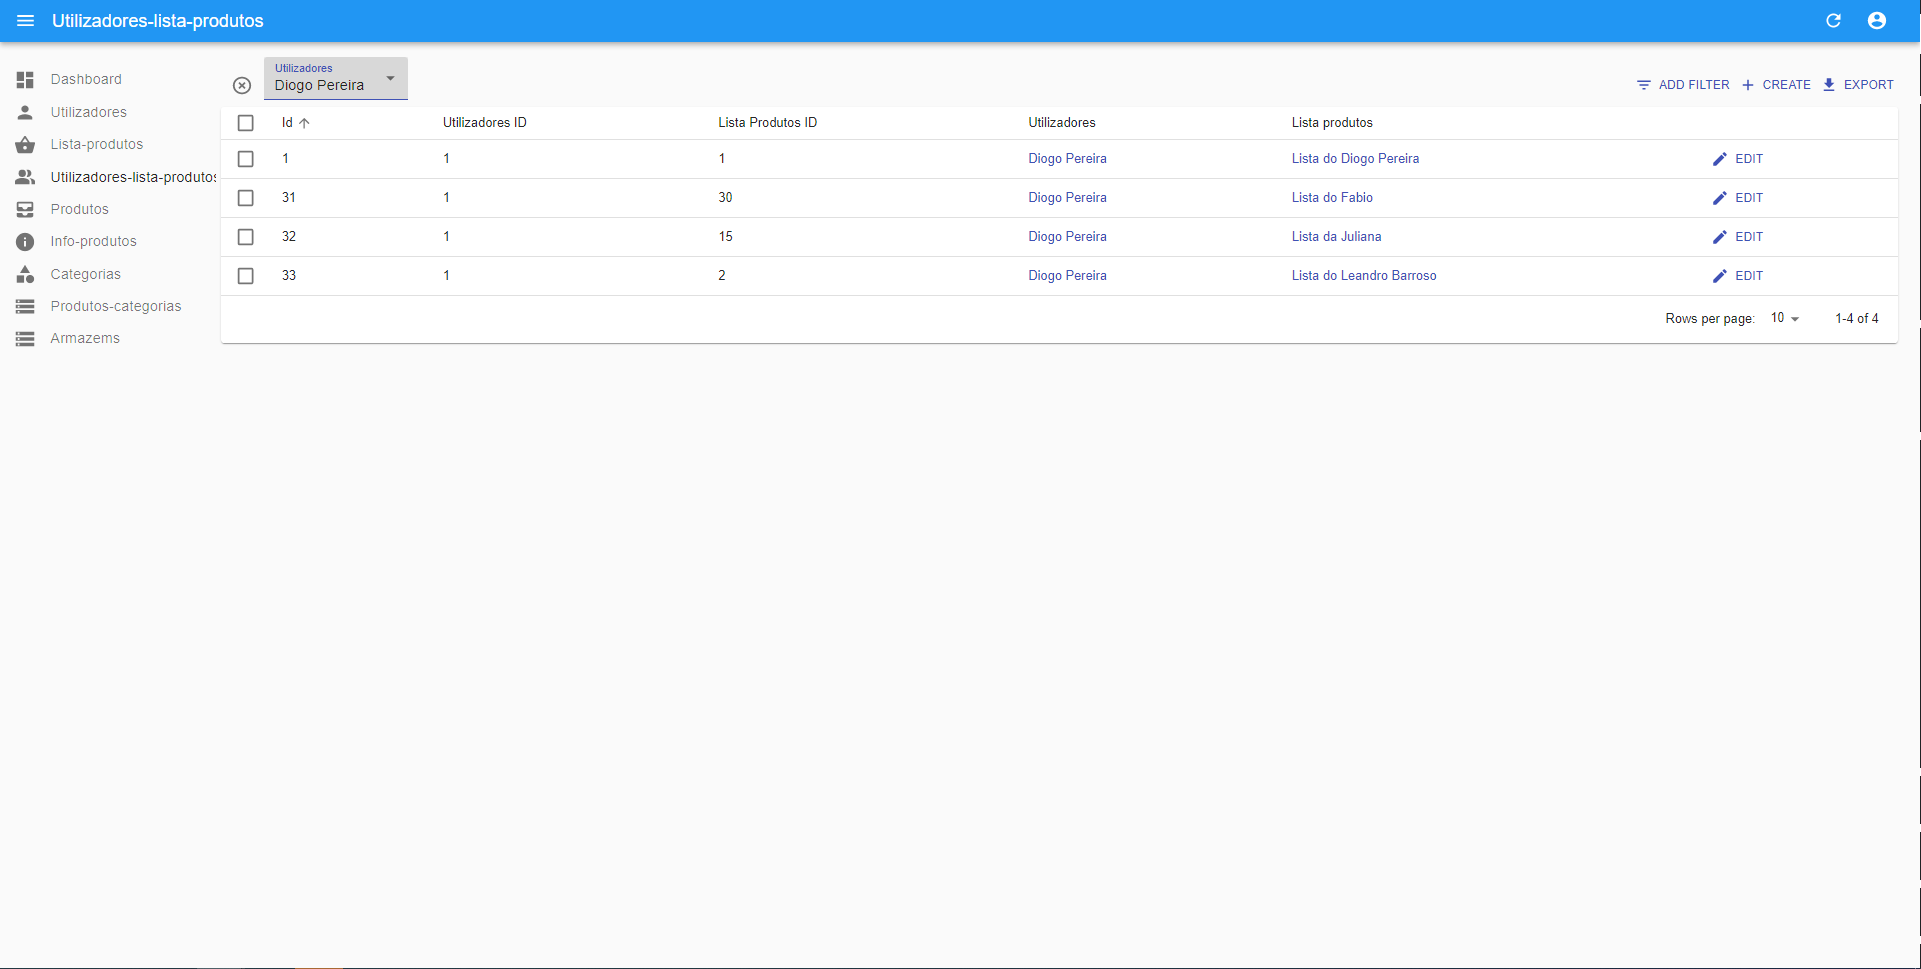 Utilizadores-lista-produtos
Dashboard
Utilizadores
Lista-produtos
Utilizadores-lista-produtos
Produtos
Info-produtos
Categorias
Produtos-categorias
Armazems
Utilizadores
Diogo Pereira
ADD FILTER CREATE EXPORT
Id Utilizadores ID Lista Produtos ID Utilizadores Lista produtos
1 1 1 Diogo Pereira Lista do Diogo Pereira EDIT
31 1 30 Diogo Pereira Lista do Fabio EDIT
32 1 15 Diogo Pereira Lista da Juliana EDIT
33 1 2 Diogo Pereira Lista do Leandro Barroso EDIT
Rows per page: 10 1-4 of 4